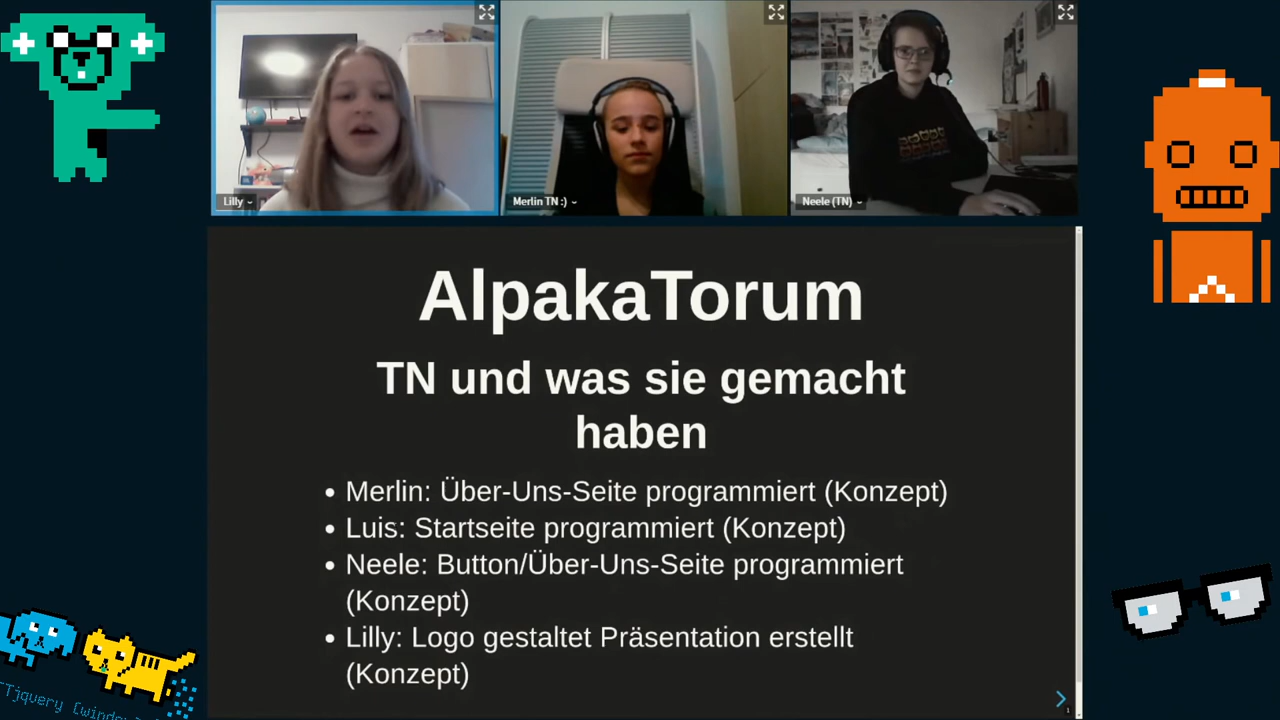 Lilly
Merlin TN :)
Neele (TN)
AlpakaTorum
TN und was sie gemacht
haben
Merlin: Über-Uns-Seite programmiert (Konzept)
Luis: Startseite programmiert (Konzept)
Neele: Button/Über-Uns-Seite programmiert
(Konzept)
Lilly: Logo gestaltet Präsentation erstellt
(Konzept)
1